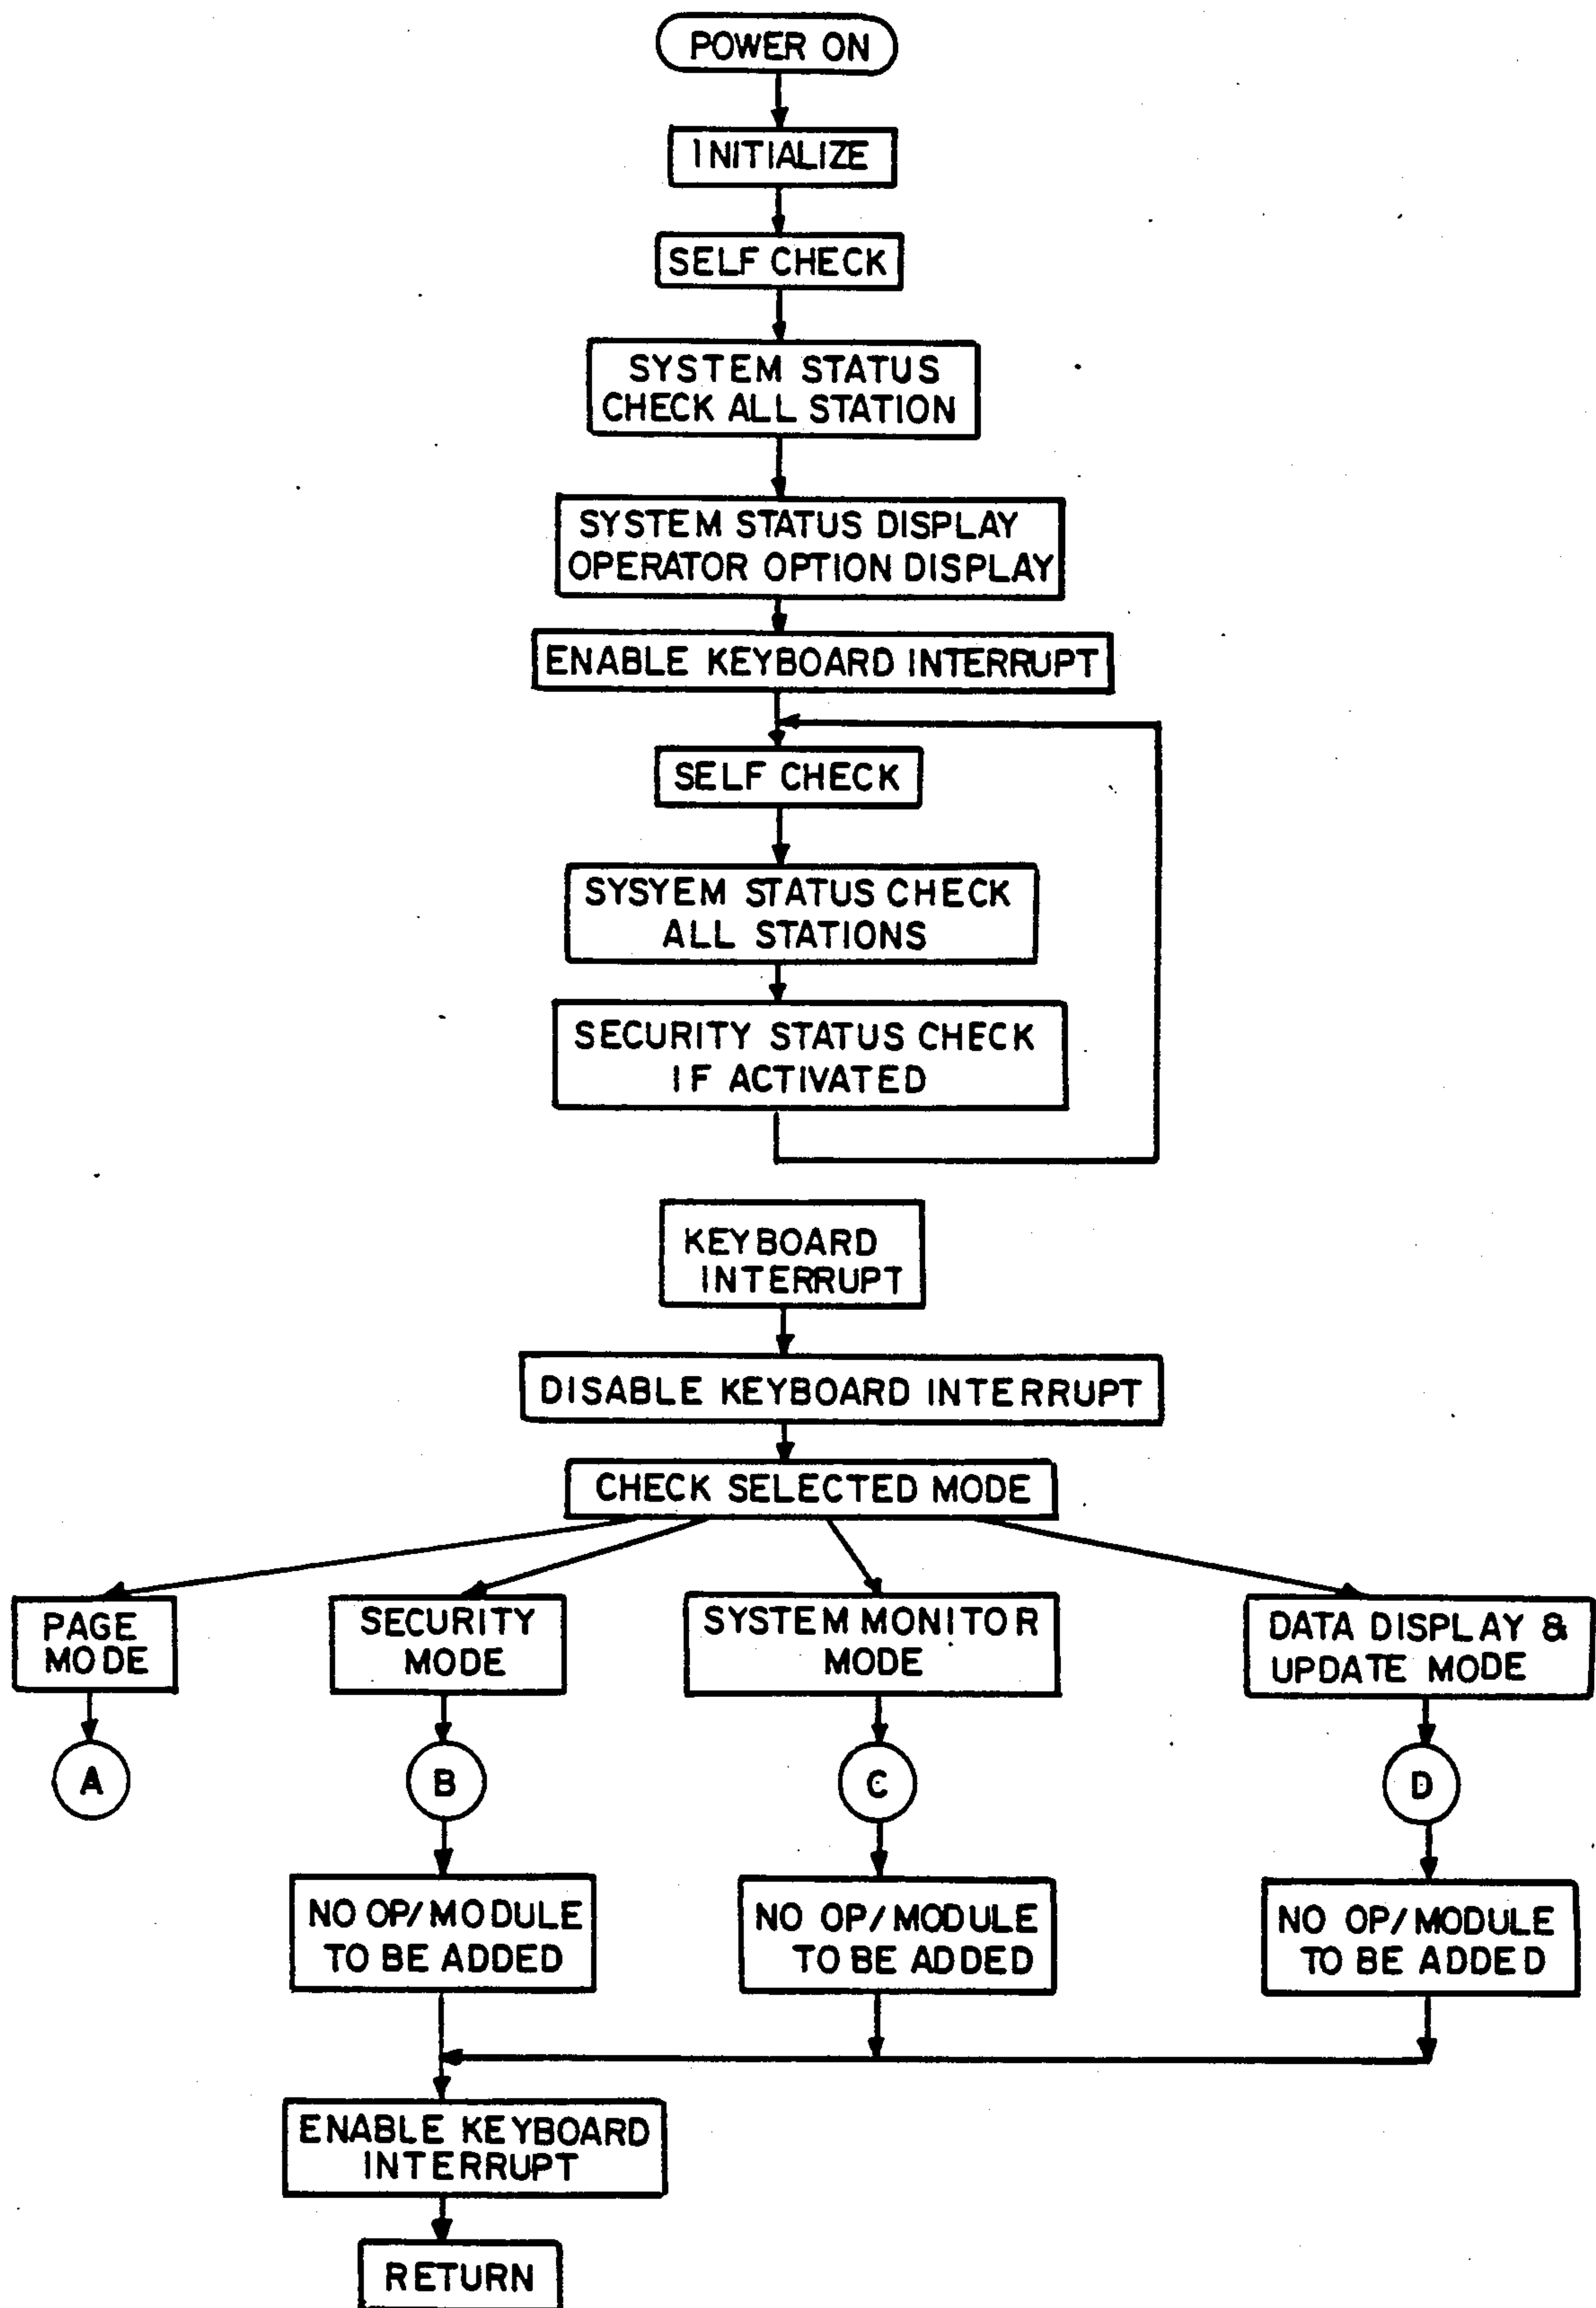 POWER ON
INITIALIZE
SELF CHECK
SYSTEM STATUS
CHECK ALL STATION
SYSTEM STATUS DISPLAY
OPERATOR OPTION DISPLAY
ENABLE KEYBOARD INTERRUPT
SELF CHECK
SYSYEM STATUS CHECK
ALL STATIONS
SECURITY STATUS CHECK
IF ACTIVATED
KEYBOARD
INTERRUPT
DISABLE KEYBOARD INTERRUPT
CHECK SELECTED MODE
PAGE
MODE
SECURITY
MODE
SYSTEM MONITOR
MODE
DATA DISPLAY &
UPDATE MODE
A
B
C
D
NO OP/MODULE
TO BE ADDED
NO OP/MODULE
TO BE ADDED
NO OP/MODULE
TO BE ADDED
ENABLE KEYBOARD
INTERRUPT
RETURN